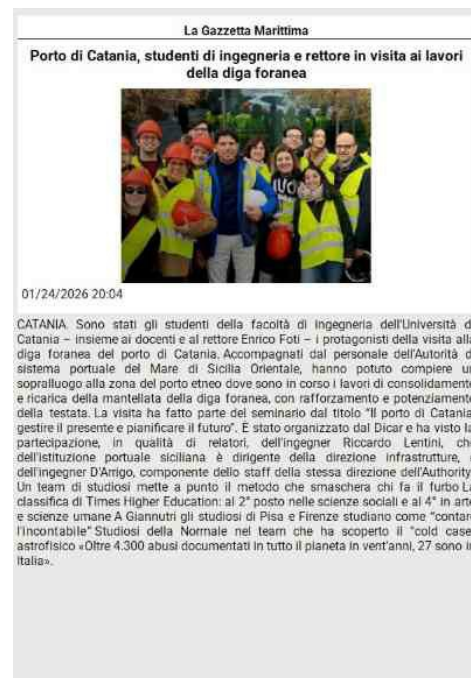 La Gazzetta Marittima
Porto di Catania, studenti di ingegneria e rettore in visita ai lavori
della diga foranea
01/24/2026 20:04
CATANIA. Sono stati gli studenti della facoltà di Ingegneria dell'Università d
Catania – insieme ai docenti e al rettore Enrico Foti – i protagonisti della visita alla
diga foranea del porto di Catania. Accompagnati dal personale dell'Autorità d
sistema portuale del Mare di Sicilia Orientale, hanno potuto compiere un
sopralluogo alla zona del porto etneo dove sono in corso i lavori di consolidamento
e ricarica della mantellata della diga foranea, con rafforzamento e potenziamento
della testata. La visita ha fatto parte del seminario dal titolo "Il porto di Catania
gestire il presente e pianificare il futuro". È stato organizzato dal Dicar e ha visto la
partecipazione, in qualità di relatori, dell'ingegner Riccardo Lentini, che
dell'istituzione portuale siciliana è dirigente della direzione infrastrutture,
dell'ingegner D'Arrigo, componente dello staff della stessa direzione dell'Authority
Un team di studiosi mette a punto il metodo che smaschera chi fa il furbo La
classifica di Times Higher Education: al 2° posto nelle scienze sociali e al 4° in arte
e scienze umane A Giannutri gli studiosi di Pisa e Firenze studiano come "contare
l'incontabile" Studiosi della Normale nel team che ha scoperto il "cold case
astrofisico «Oltre 4.300 abusi documentati in tutto il pianeta in vent'anni, 27 sono in
Italia».